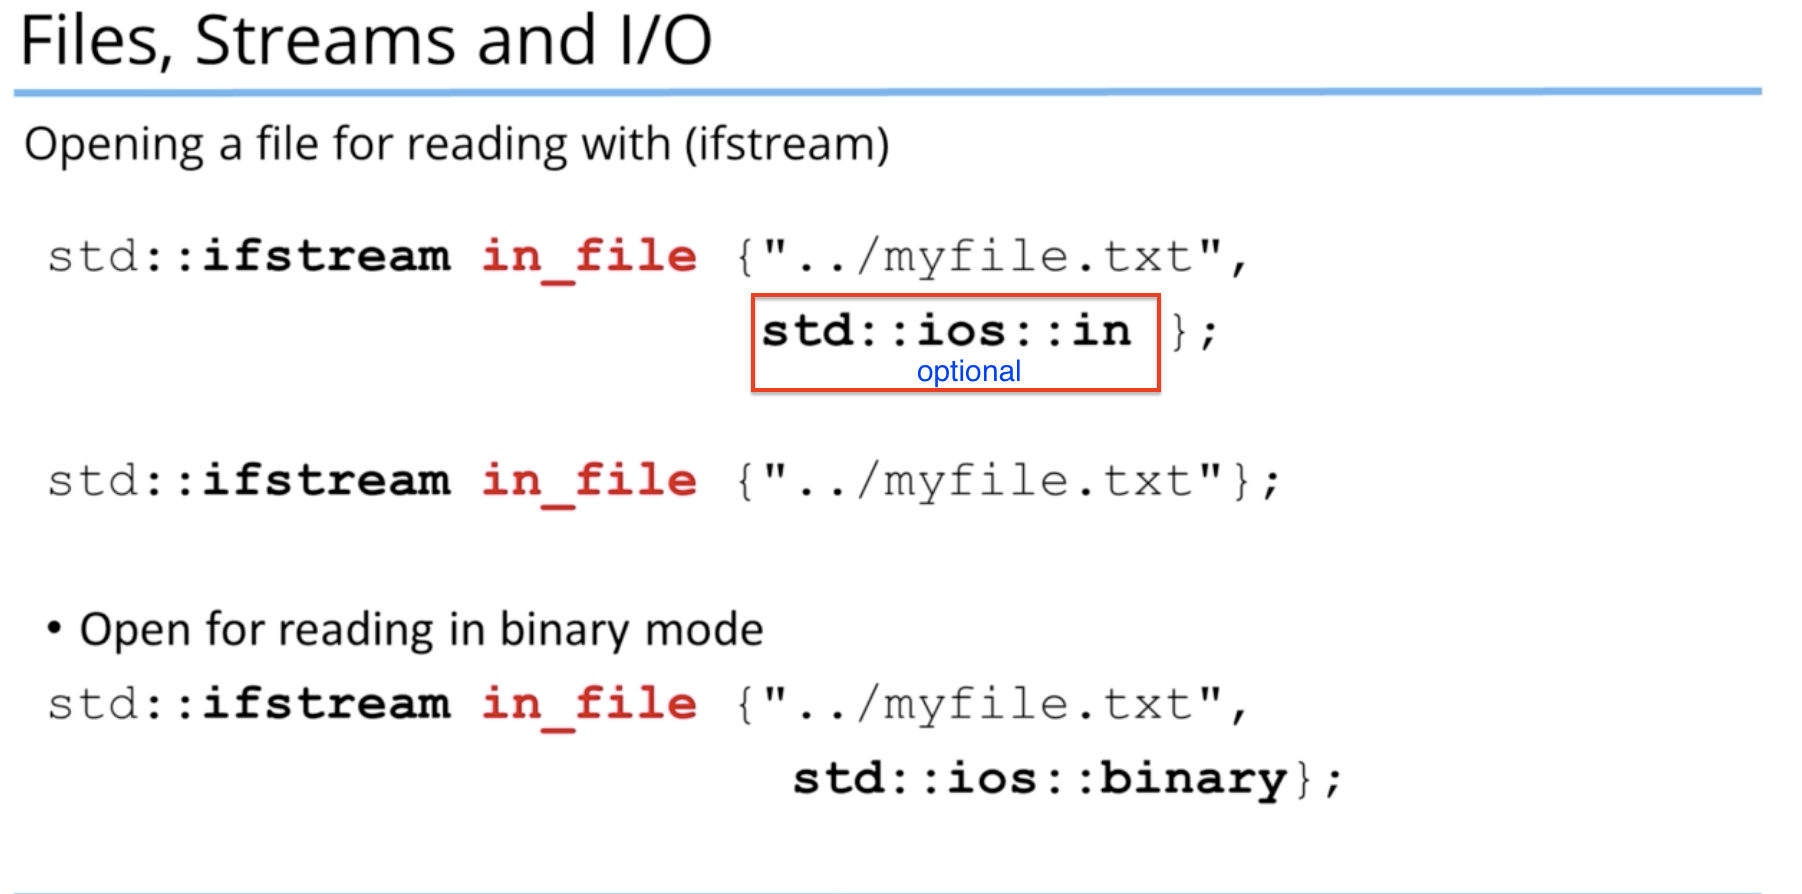 Files, Streams and I/O
Opening a file for reading with (ifstream)
std::ifstream in_file {"../myfile.txt",
std::ios::in };
optional
std::ifstream in_file {"../myfile.txt"};
• Open for reading in binary mode
std::ifstream in_file {"../myfile.txt",
std::ios::binary};